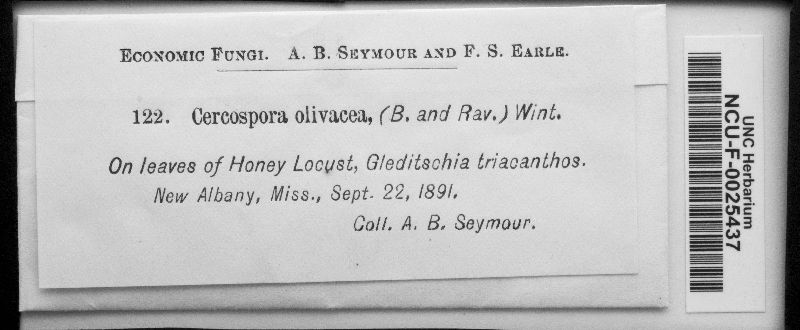 Economic Fungi. A. B. Seymour and F. S. Earle.
122. Cercospora olivacea, (B. and Rav.) Wint.
On leaves of Honey Locust, Gleditschia triacanthos.
New Albany, Miss., Sept. 22, 1891.
Coll. A. B. Seymour.
UNC Herbarium
NCU-F-0025437